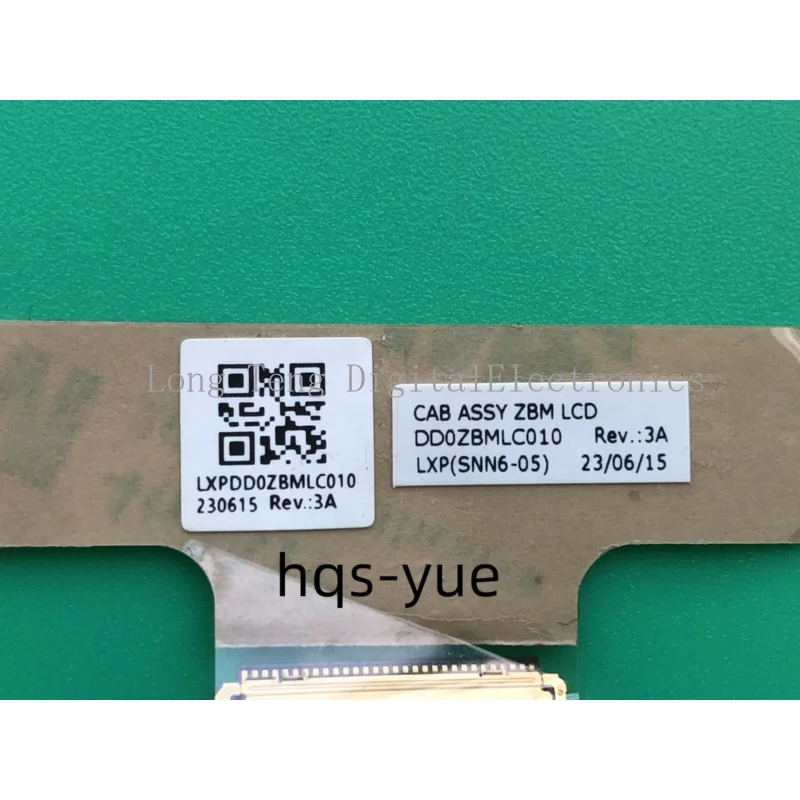 Long Teng DigitalElectronics
LXPDD0ZBMLC010
230615 Rev.:3A
CAB ASSY ZBM LCD
DD0ZBMLC010 Rev.:3A
LXP(SNN6-05) 23/06/15
hqs-yue